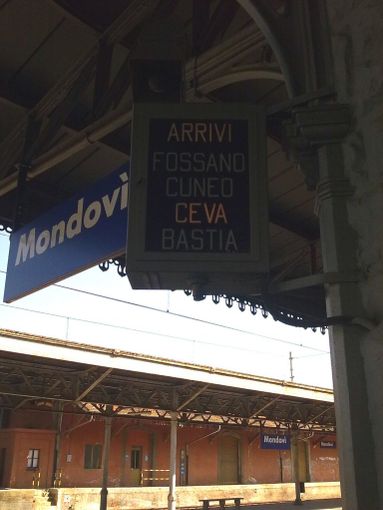 ARRIVI
FOSSANO
CUNEO
CEVA
BASTIA
Mondovì
Mondovì